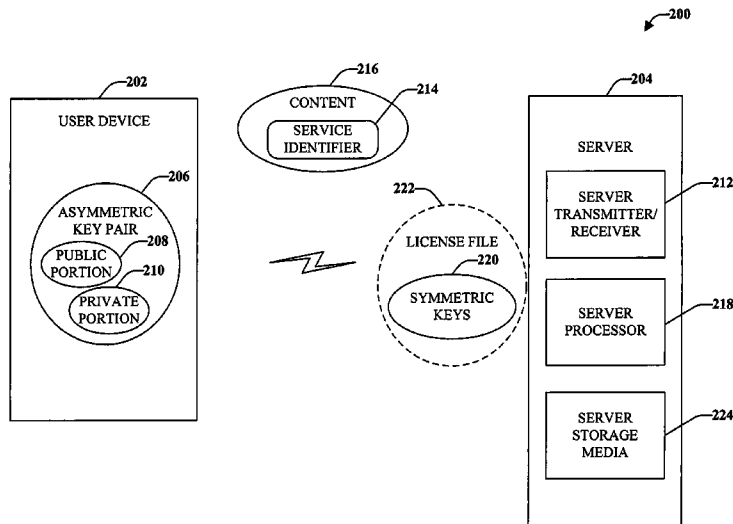 200
202
USER DEVICE
206
ASYMMETRIC
KEY PAIR
208
PUBLIC
PORTION
210
PRIVATE
PORTION
216
CONTENT
214
SERVICE
IDENTIFIER
222
LICENSE FILE
220
SYMMETRIC
KEYS
204
SERVER
212
SERVER
TRANSMITTER/
RECEIVER
218
SERVER
PROCESSOR
224
SERVER
STORAGE
MEDIA